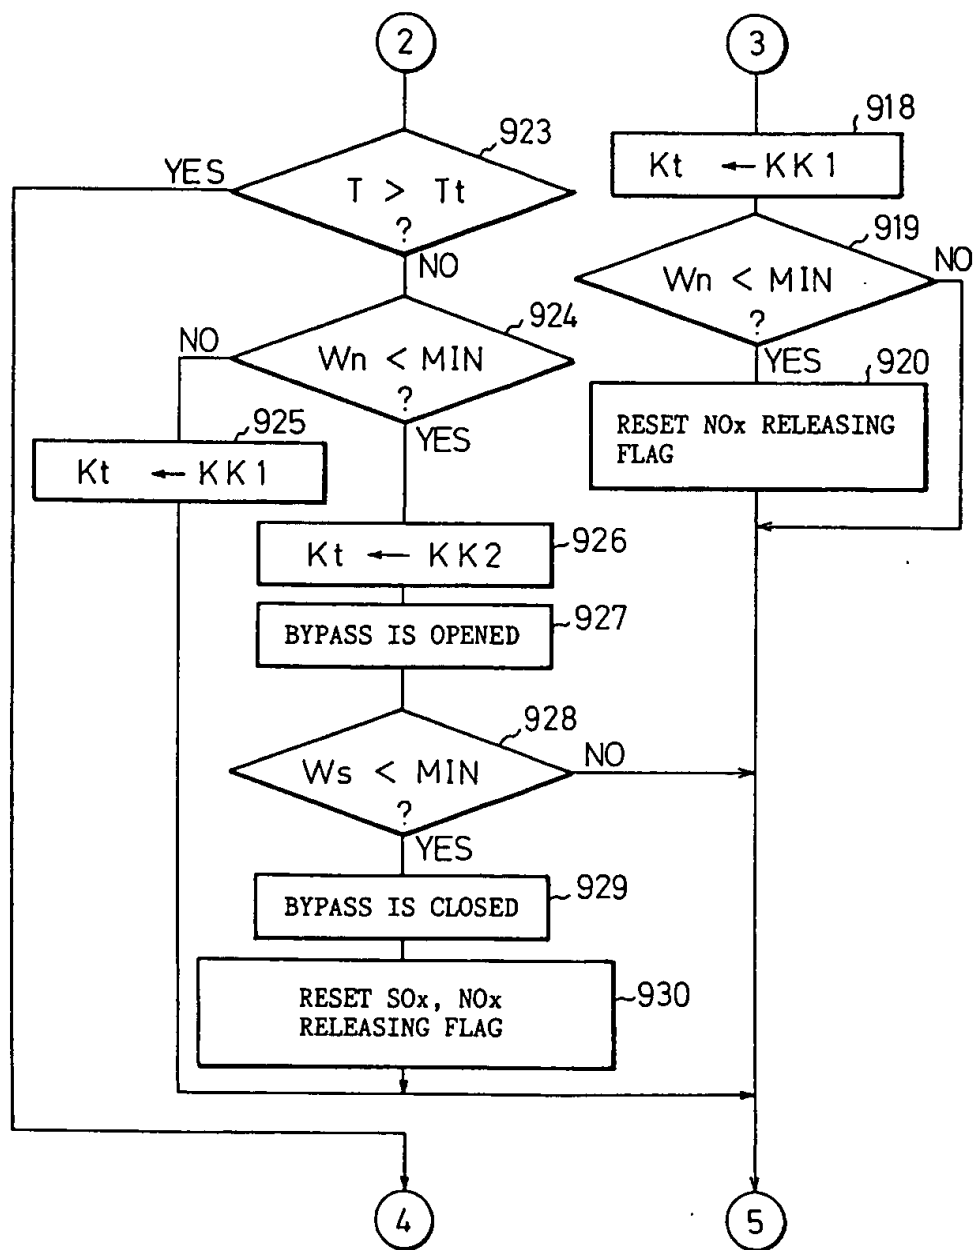 2
3
923
918
YES
T > Tt
?
Kt ← KK1
919
NO
NO
924
Wn < MIN
?
NO
Wn < MIN
?
YES
920
925
YES
RESET NOx RELEASING
FLAG
Kt ← KK1
Kt ← KK2
926
BYPASS IS OPENED
927
928
NO
Ws < MIN
?
YES
929
BYPASS IS CLOSED
RESET SOx, NOx
RELEASING FLAG
930
4
5